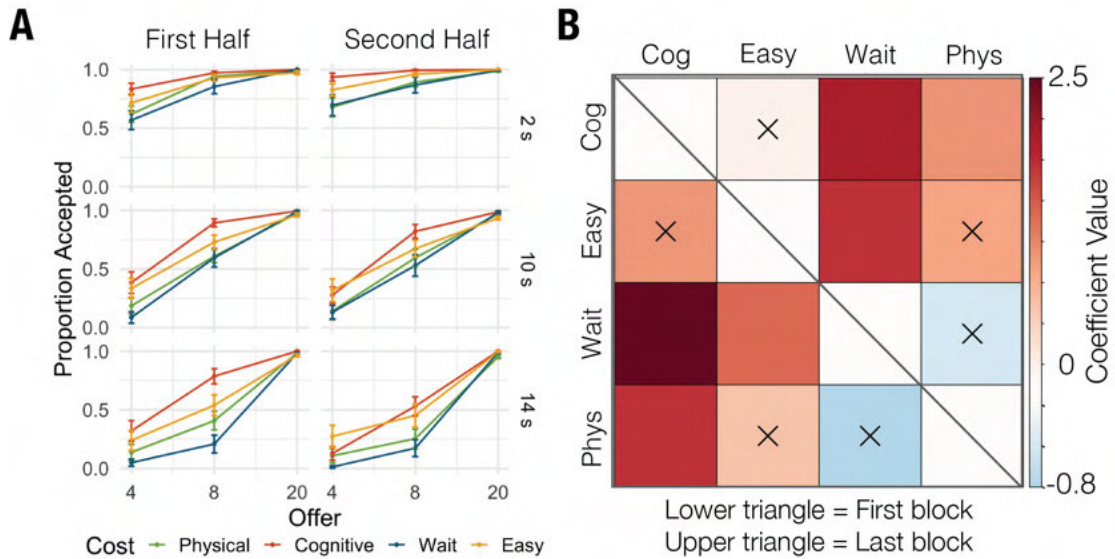 A
First Half Second Half
1.0
0.5
0.0
2 s
1.0
0.5
0.0
10 s
1.0
0.5
0.0
14 s
Proportion Accepted
4 8 20 4 8 20
Offer
Cost Physical Cognitive Wait Easy
B
Cog Easy Wait Phys
Cog
Easy
Wait
Phys
2.5
0
-0.8
Coefficient Value
Lower triangle = First block
Upper triangle = Last block